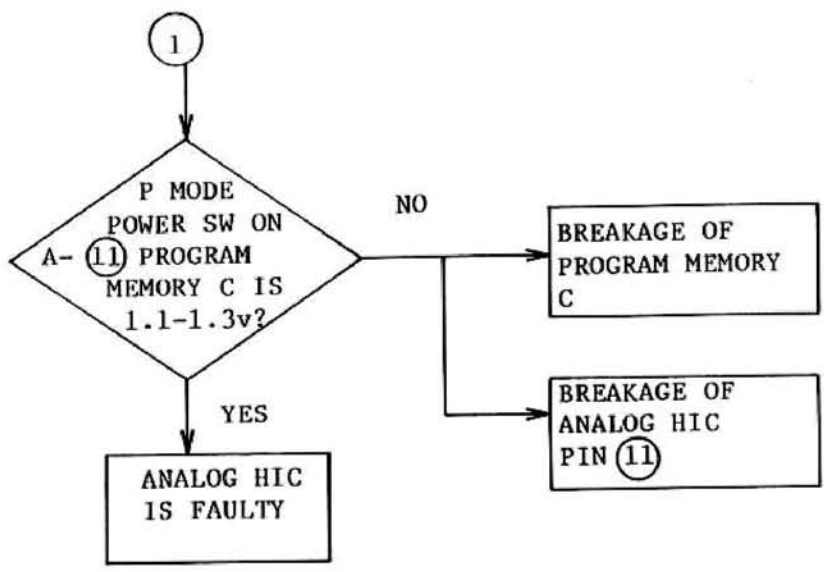 1
P MODE
POWER SW ON
A- 11 PROGRAM
MEMORY C IS
1.1-1.3v?
NO
BREAKAGE OF
PROGRAM MEMORY
C
BREAKAGE OF
ANALOG HIC
PIN 11
YES
ANALOG HIC
IS FAULTY